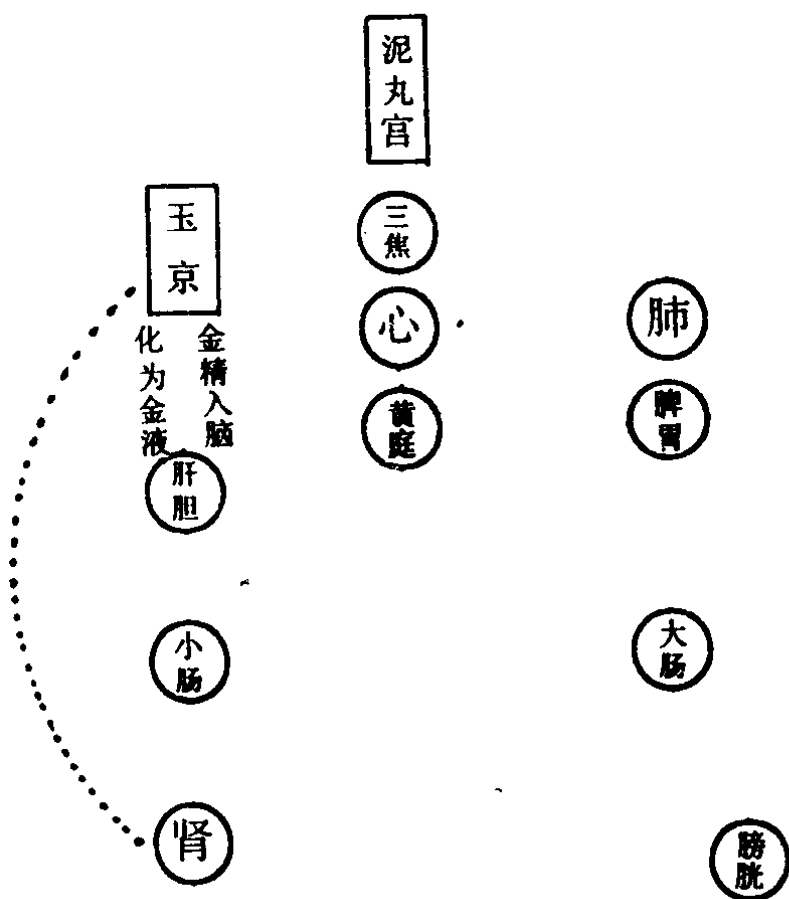 泥丸宫
玉京
三焦
心
肺
金精入脑
化为金液
黄庭
脾胃
肝胆
小肠
大肠
肾
膀胱